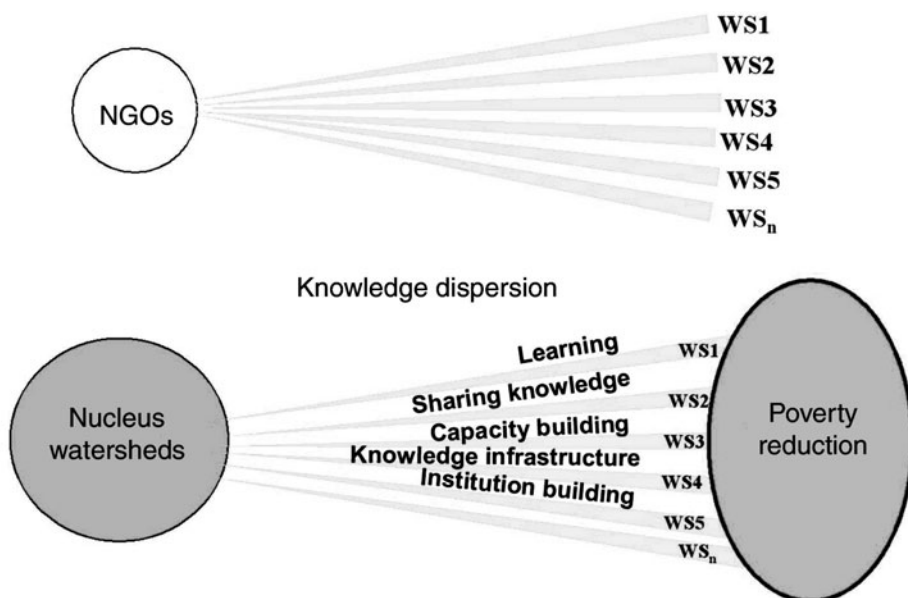 WS1
WS2
NGOs
WS3
WS4
WS5
WSn
Knowledge dispersion
Learning
WS1
Sharing knowledge
WS2
Nucleus
watersheds
Capacity building
WS3
Knowledge infrastructure
WS4
Institution building
WS5
WSn
Poverty
reduction